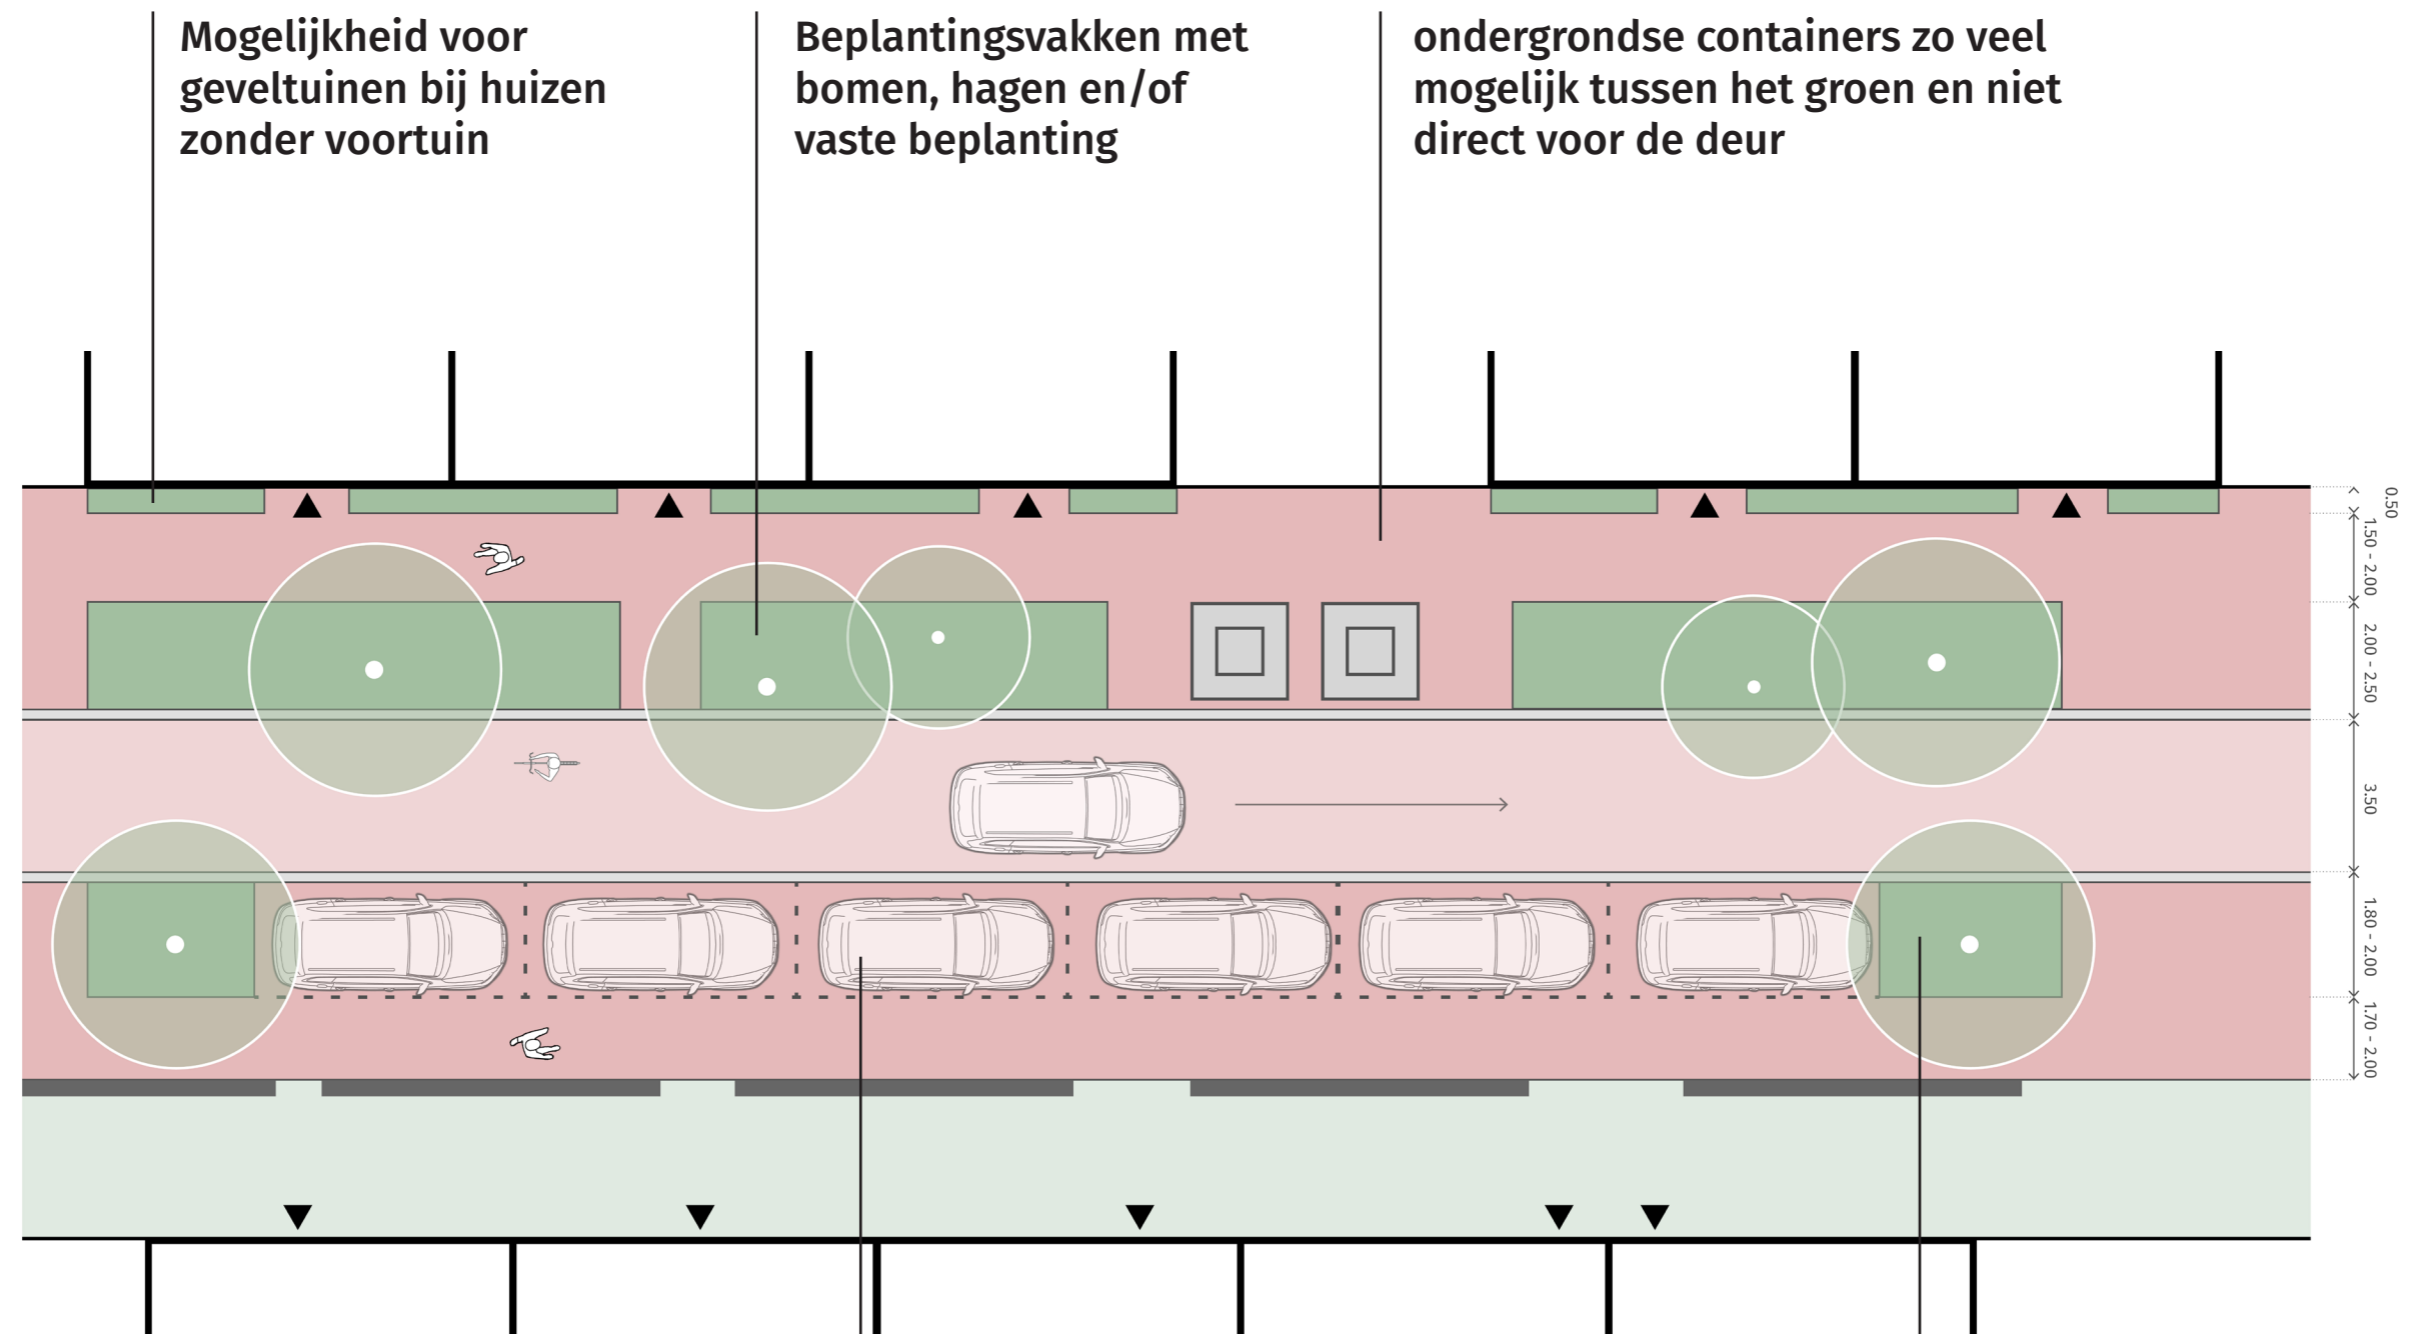 Mogelijkheid voor
geveltuinen bij huizen
zonder voortuin
Beplantingsvakken met
bomen, hagen en/of
vaste beplanting
ondergrondse containers zo veel
mogelijk tussen het groen en niet
direct voor de deur
0.50
1.50 - 2.00
2.00 - 2.50
3.50
1.80 - 2.00
1.70 - 2.00